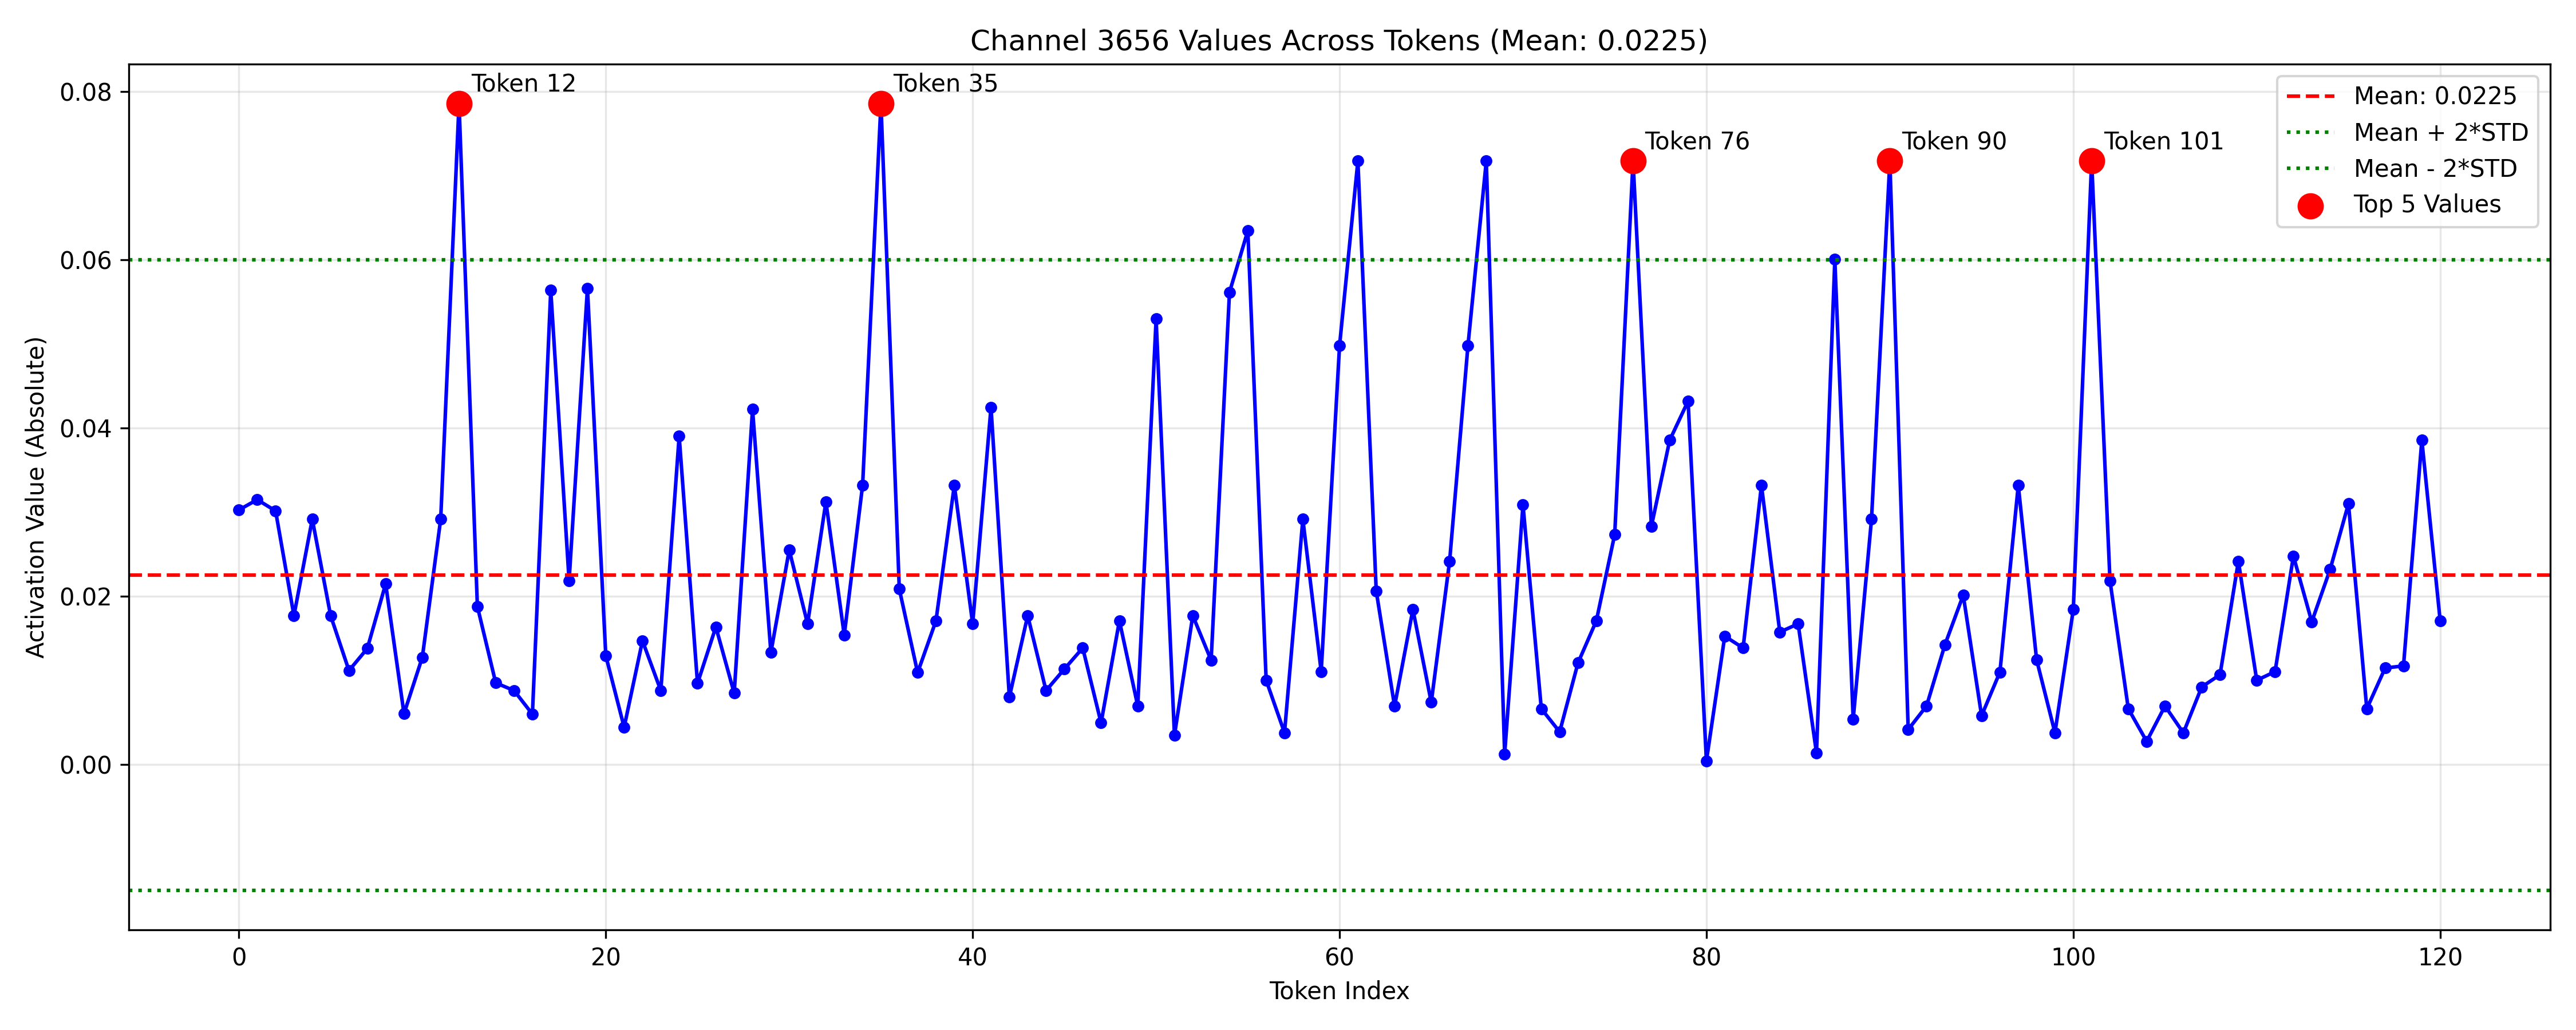 Channel 3656 Values Across Tokens (Mean: 0.0225)
Token 12
Token 35
Token 76
Token 90
Token 101
Mean: 0.0225
Mean + 2*STD
Mean - 2*STD
Top 5 Values
Activation Value (Absolute)
0.08
0.06
0.04
0.02
0.00
0
20
40
60
80
100
120
Token Index